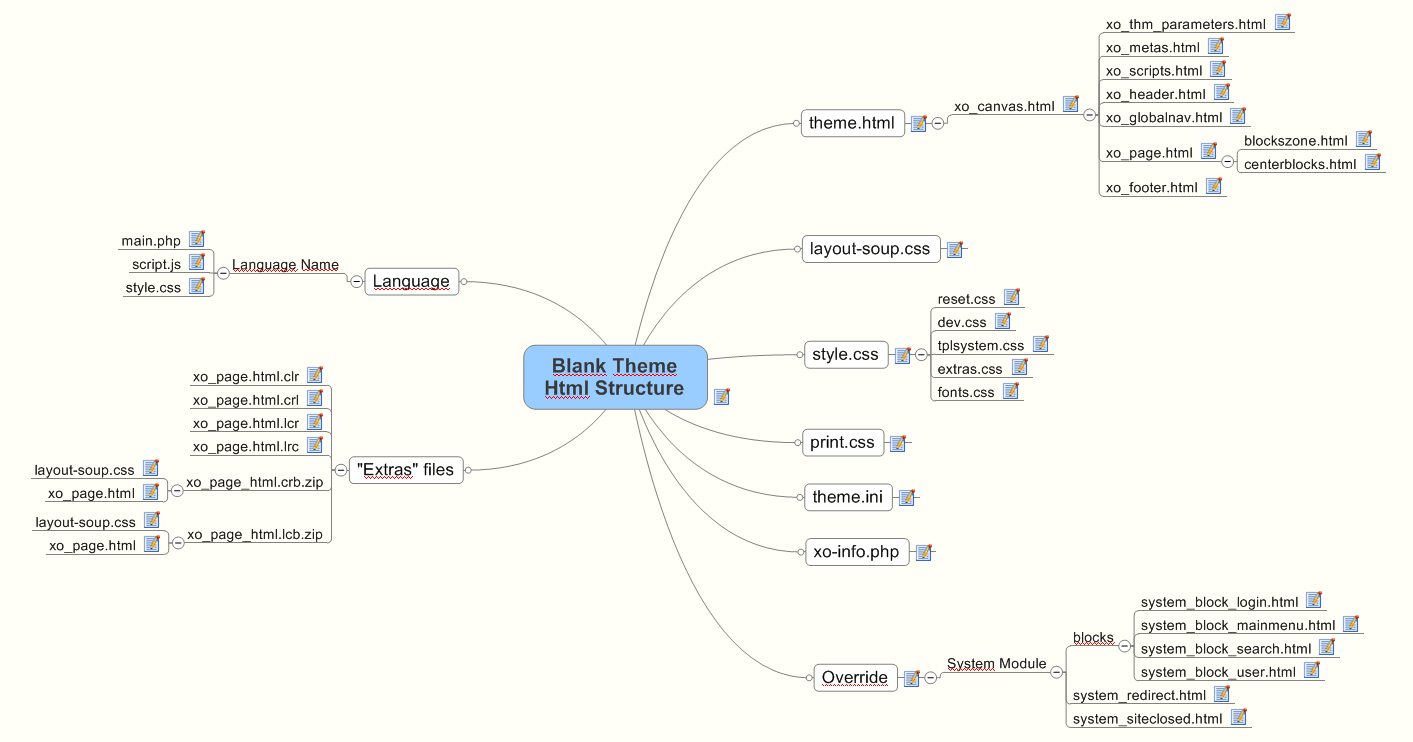 Blank Theme
Html Structure
theme.html
xo_canvas.html
xo_thm_parameters.html
xo_metas.html
xo_scripts.html
xo_header.html
xo_globalnav.html
xo_page.html
blockszone.html
centerblocks.html
xo_footer.html
layout-soup.css
style.css
reset.css
dev.css
tplsystem.css
extras.css
fonts.css
print.css
theme.ini
xo-info.php
Override
System Module
blocks
system_block_login.html
system_block_mainmenu.html
system_block_search.html
system_block_user.html
system_redirect.html
system_siteclosed.html
Language
Language Name
main.php
script.js
style.css
"Extras" files
xo_page.html.clr
xo_page.html.crl
xo_page.html.lcr
xo_page.html.lrc
xo_page_html.crb.zip
layout-soup.css
xo_page.html
xo_page_html.lcb.zip
layout-soup.css
xo_page.html